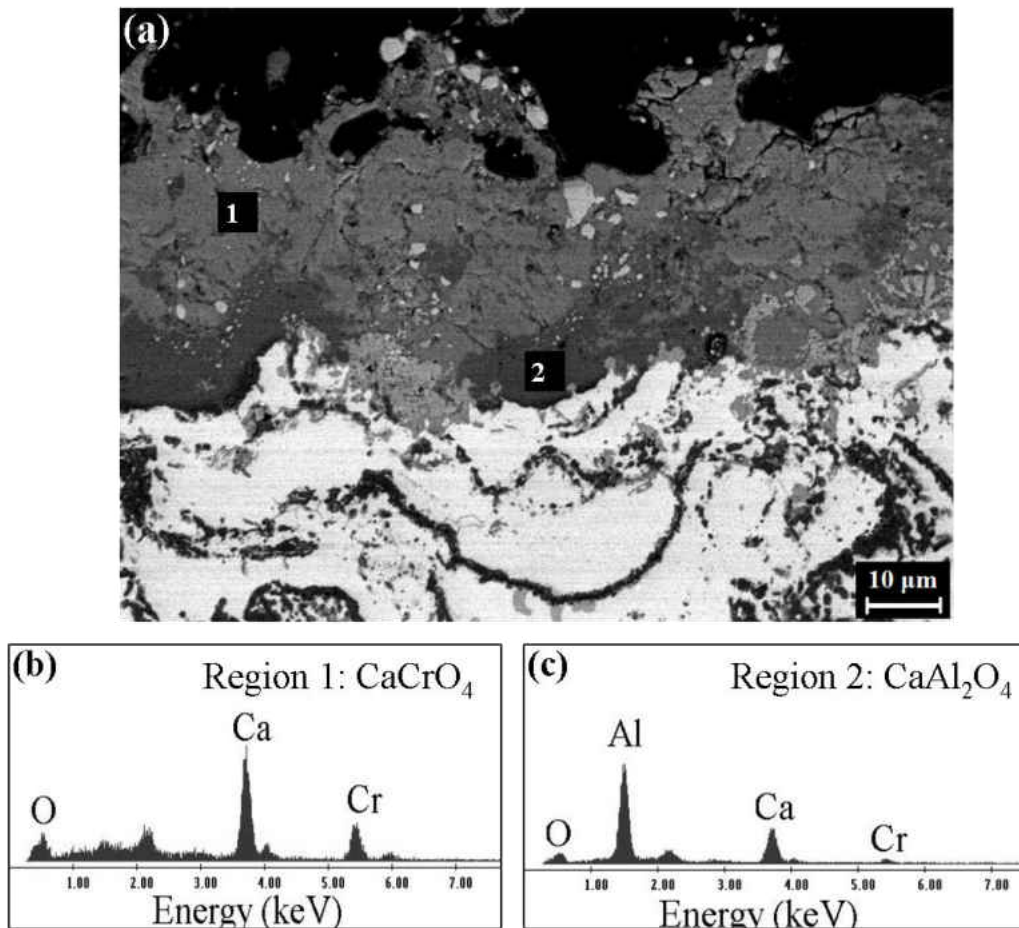 (a)
1
2
10 μm
(b)
Region 1: CaCrO₄
Ca
O
Cr
1.00 2.00 3.00 4.00 5.00 6.00 7.00
Energy (keV)
(c)
Region 2: CaAl₂O₄
Al
Ca
O
Cr
1.00 2.00 3.00 4.00 5.00 6.00 7.00
Energy (keV)